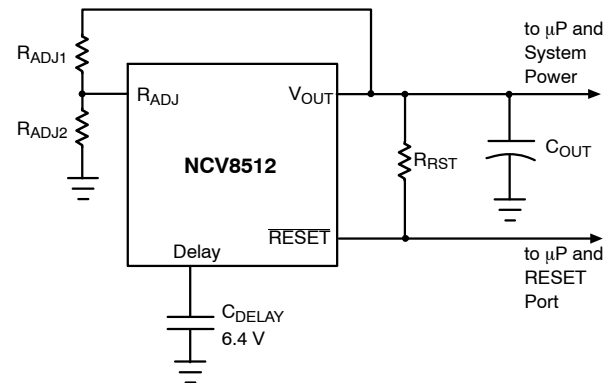 to μP and
System
Power
RADJ1
RADJ
VOUT
RADJ2
COUT
NCV8512
RRST
RESET
Delay
to μP and
RESET
Port
CDELAY
6.4 V